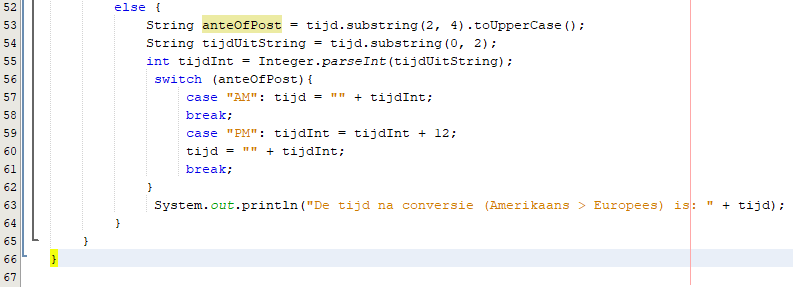 52 else {
53 String anteOfPost = tijd.substring(2, 4).toUpperCase();
54 String tijdUitString = tijd.substring(0, 2);
55 int tijdInt = Integer.parseInt(tijdUitString);
56 switch (anteOfPost){
57 case "AM": tijd = "" + tijdInt;
58 break;
59 case "PM": tijdInt = tijdInt + 12;
60 tijd = "" + tijdInt;
61 break;
62 }
63 System.out.println("De tijd na conversie (Amerikaans > Europees) is: " + tijd);
64 }
65 }
66 }
67